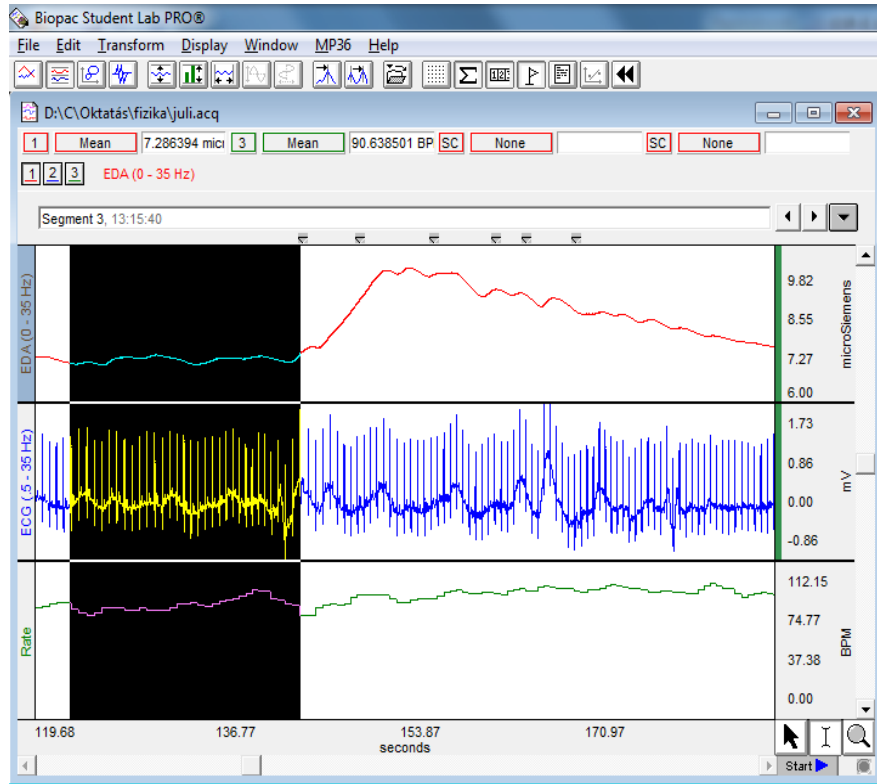 Biopac Student Lab PRO®
File Edit Transform Display Window MP36 Help
D:\C\Oktatás\fizika\juli.acq
1 Mean 7.286394 micr 3 Mean 90.638501 BP SC None SC None
1 2 3 EDA (0 - 35 Hz)
Segment 3, 13:15:40
EDA (0 - 35 Hz)
9.82
8.55
7.27
6.00
microSiemens
ECG (.5 - 35 Hz)
1.73
0.86
0.00
-0.86
mV
Rate
112.15
74.77
37.38
0.00
BPM
119.68 136.77 153.87 170.97
seconds
Start